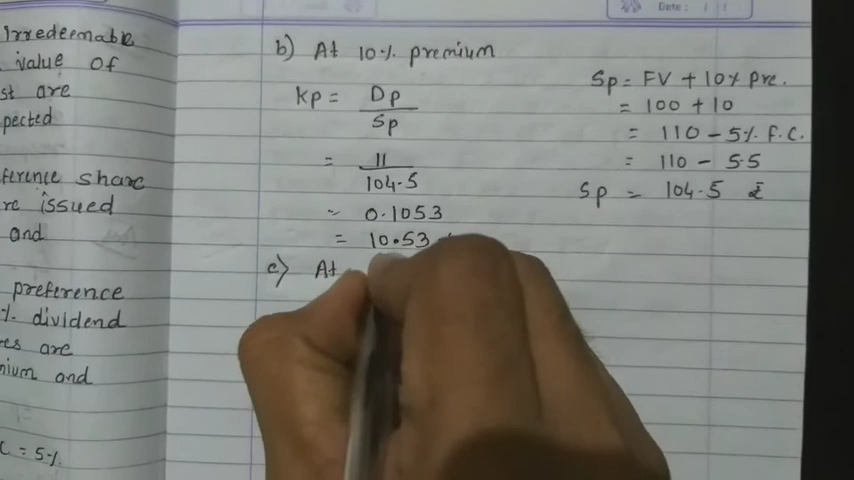 Irredeemable
value of
st are
pected
ference share
re issued
and
preference
% dividend
es are
nium and
C = 5%
Date:
b) At 10% premium
Kp = Dp
Sp
= 11
104.5
= 0.1053
= 10.53
c) At
Sp = FV + 10% Pre.
= 100 + 10
= 110 - 5% F.C.
= 110 - 5.5
Sp = 104.5